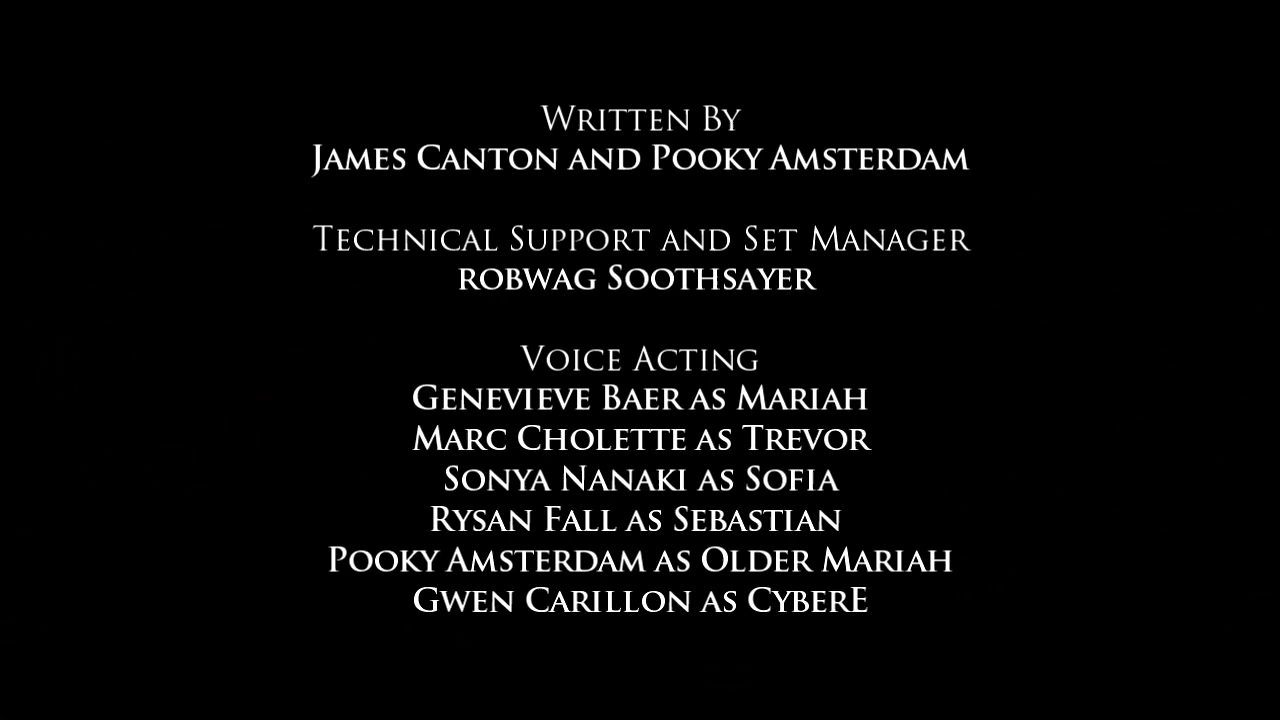 Written By
James Canton and Pooky Amsterdam
Technical Support and Set Manager
robwag Soothsayer
Voice Acting
Genevieve Baer as Mariah
Marc Cholette as Trevor
Sonya Nanaki as Sofia
Rysan Fall as Sebastian
Pooky Amsterdam as Older Mariah
Gwen Carillon as CyberE